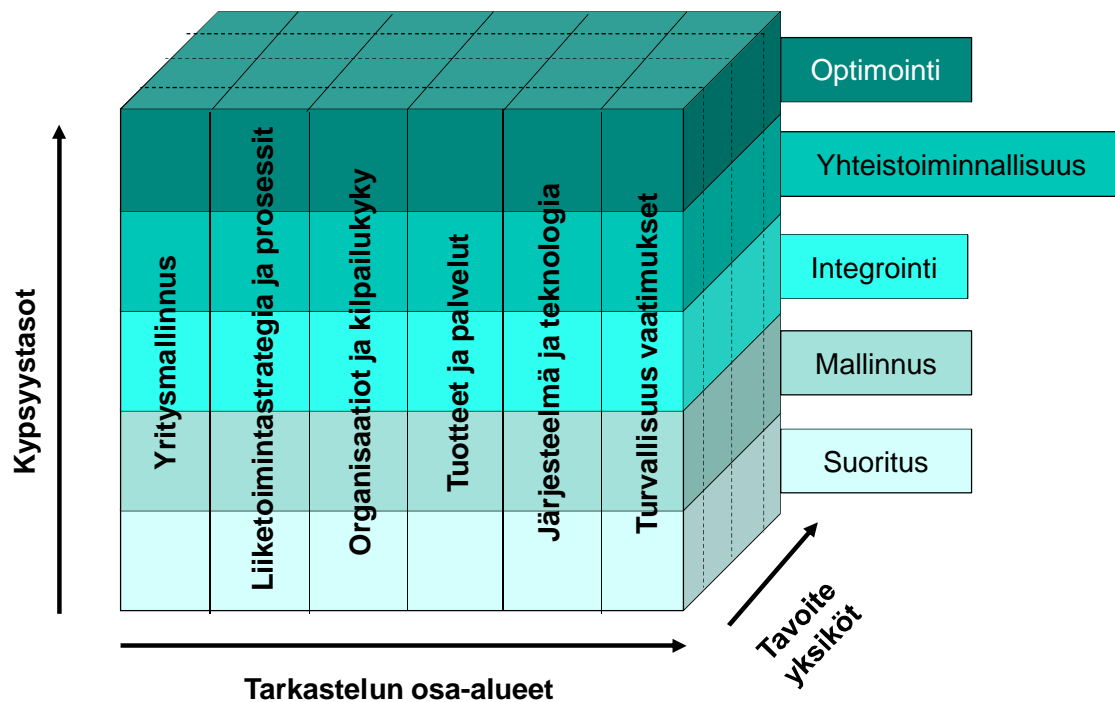 Optimointi
Yhteistoiminnallisuus
Integrointi
Mallinnus
Suoritus
Kypsyystasot
Yritysmallinnus
Liiketoimintastrategia ja prosessit
Organisaatiot ja kilpailukyky
Tuotteet ja palvelut
Järjesteelmä ja teknologia
Turvallisuus vaatimukset
Tavoite
yksiköt
Tarkastelun osa-alueet